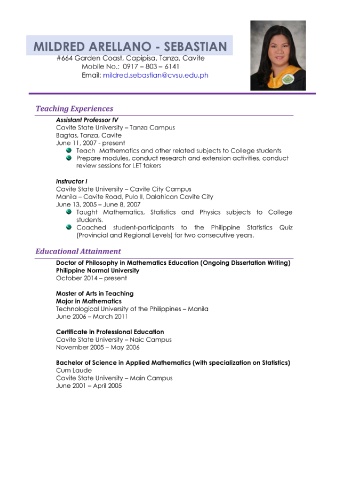 MILDRED ARELLANO - SEBASTIAN
#664 Garden Coast, Capipisa, Tanza, Cavite
Mobile No.: 0917 – 803 – 6141
Email: mildred.sebastian@cvsu.edu.ph
Teaching Experiences
Assistant Professor IV
Cavite State University – Tanza Campus
Bagtas, Tanza, Cavite
June 11, 2007 - present
Teach Mathematics and other related subjects to College students
Prepare modules, conduct research and extension activities, conduct
review sessions for LET takers
Instructor I
Cavite State University – Cavite City Campus
Manila – Cavite Road, Pulo II, Dalahican Cavite City
June 13, 2005 – June 8, 2007
Taught Mathematics, Statistics and Physics subjects to College
students.
Coached student-participants to the Philippine Statistics Quiz
(Provincial and Regional Levels) for two consecutive years.
Educational Attainment
Doctor of Philosophy in Mathematics Education (Ongoing Dissertation Writing)
Philippine Normal University
October 2014 – present
Master of Arts in Teaching
Major in Mathematics
Technological University of the Philippines – Manila
June 2006 – March 2011
Certificate in Professional Education
Cavite State University – Naic Campus
November 2005 – May 2006
Bachelor of Science in Applied Mathematics (with specialization on Statistics)
Cum Laude
Cavite State University – Main Campus
June 2001 – April 2005